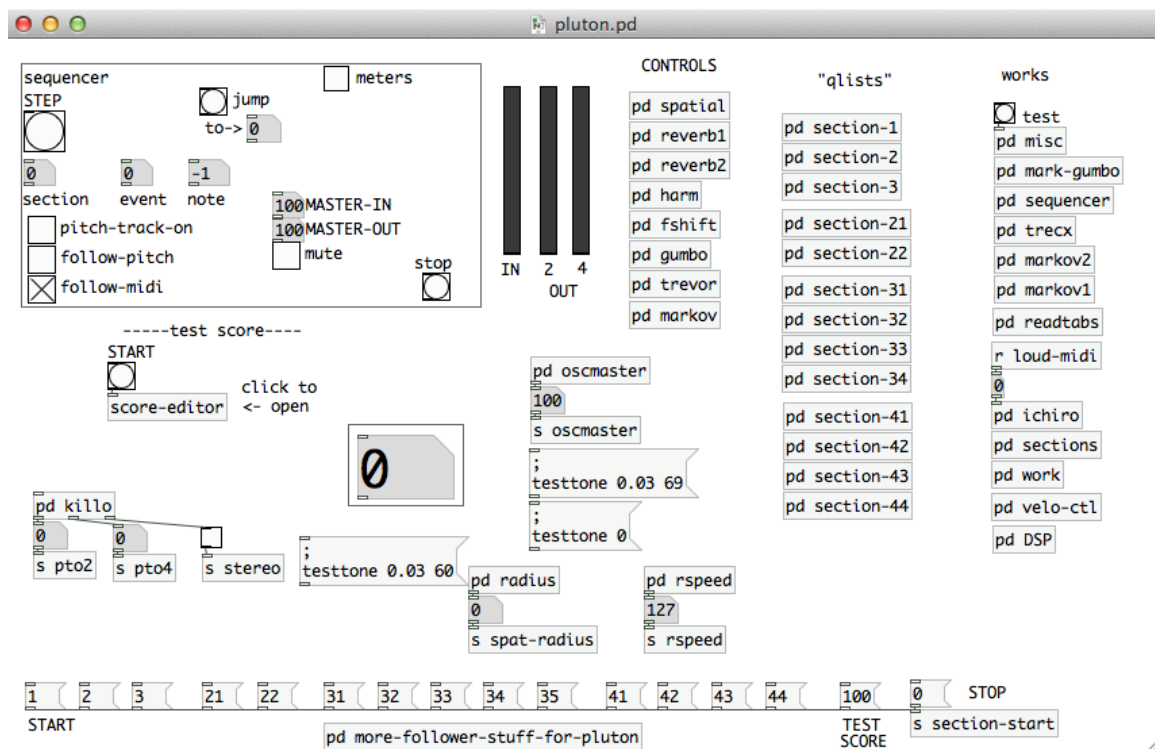 pluton.pd
sequencer
meters
STEP
jump
to->
0
0
0
-1
section
event
note
100
MASTER-IN
100
MASTER-OUT
pitch-track-on
mute
follow-pitch
stop
follow-midi
IN
2
4
OUT
CONTROLS
pd spatial
pd reverb1
pd reverb2
pd harm
pd fshift
pd gumbo
pd trevor
pd markov
"qlists"
pd section-1
pd section-2
pd section-3
pd section-21
pd section-22
pd section-31
pd section-32
pd section-33
pd section-34
pd section-41
pd section-42
pd section-43
pd section-44
works
test
pd misc
pd mark-gumbo
pd sequencer
pd trecx
pd markov2
pd markov1
pd readtabs
r loud-midi
0
pd ichiro
pd sections
pd work
pd velo-ctl
pd DSP
-----test score----
START
score-editor
click to
<- open
0
pd oscmaster
100
s oscmaster
;
testtone 0.03 69
;
testtone 0
pd killo
0
0
s pto2
s pto4
s stereo
;
testtone 0.03 60
pd radius
0
s spat-radius
pd rspeed
127
s rspeed
1
2
3
21
22
31
32
33
34
35
41
42
43
44
100
0
STOP
START
pd more-follower-stuff-for-pluton
TEST
SCORE
s section-start